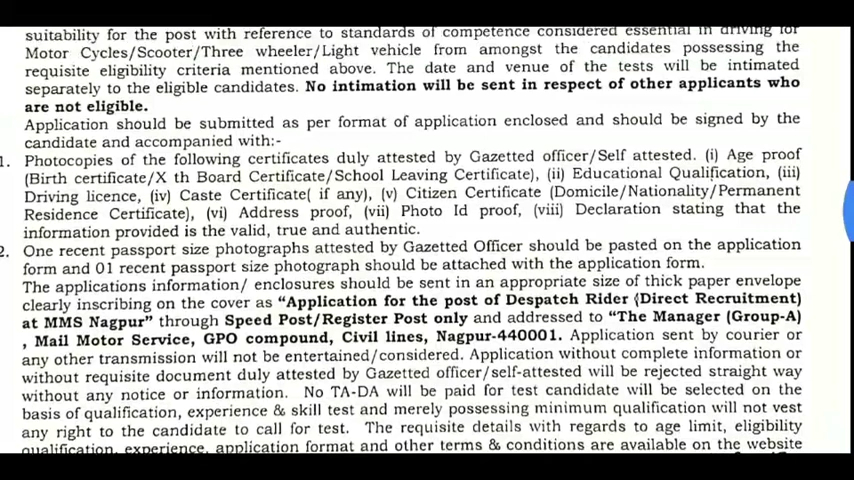 suitability for the post with reference to standards of competence considered essential in driving for
Motor Cycles/Scooter/Three wheeler/Light vehicle from amongst the candidates possessing the
requisite eligibility criteria mentioned above. The date and venue of the tests will be intimated
separately to the eligible candidates. No intimation will be sent in respect of other applicants who
are not eligible.
Application should be submitted as per format of application enclosed and should be signed by the
candidate and accompanied with:-
1. Photocopies of the following certificates duly attested by Gazetted officer/Self attested. (i) Age proof
(Birth certificate/X th Board Certificate/School Leaving Certificate), (ii) Educational Qualification, (iii)
Driving licence, (iv) Caste Certificate( if any), (v) Citizen Certificate (Domicile/Nationality/Permanent
Residence Certificate), (vi) Address proof, (vii) Photo Id proof, (viii) Declaration stating that the
information provided is the valid, true and authentic.
2. One recent passport size photographs attested by Gazetted Officer should be pasted on the application
form and 01 recent passport size photograph should be attached with the application form.
The applications information/ enclosures should be sent in an appropriate size of thick paper envelope
clearly inscribing on the cover as "Application for the post of Despatch Rider (Direct Recruitment)
at MMS Nagpur" through Speed Post/Register Post only and addressed to "The Manager (Group-A)
, Mail Motor Service, GPO compound, Civil lines, Nagpur-440001. Application sent by courier or
any other transmission will not be entertained/considered. Application without complete information or
without requisite document duly attested by Gazetted officer/self-attested will be rejected straight way
without any notice or information. No TA-DA will be paid for test candidate will be selected on the
basis of qualification, experience & skill test and merely possessing minimum qualification will not vest
any right to the candidate to call for test. The requisite details with regards to age limit, eligibility
qualification, experience, application format and other terms & conditions are available on the website